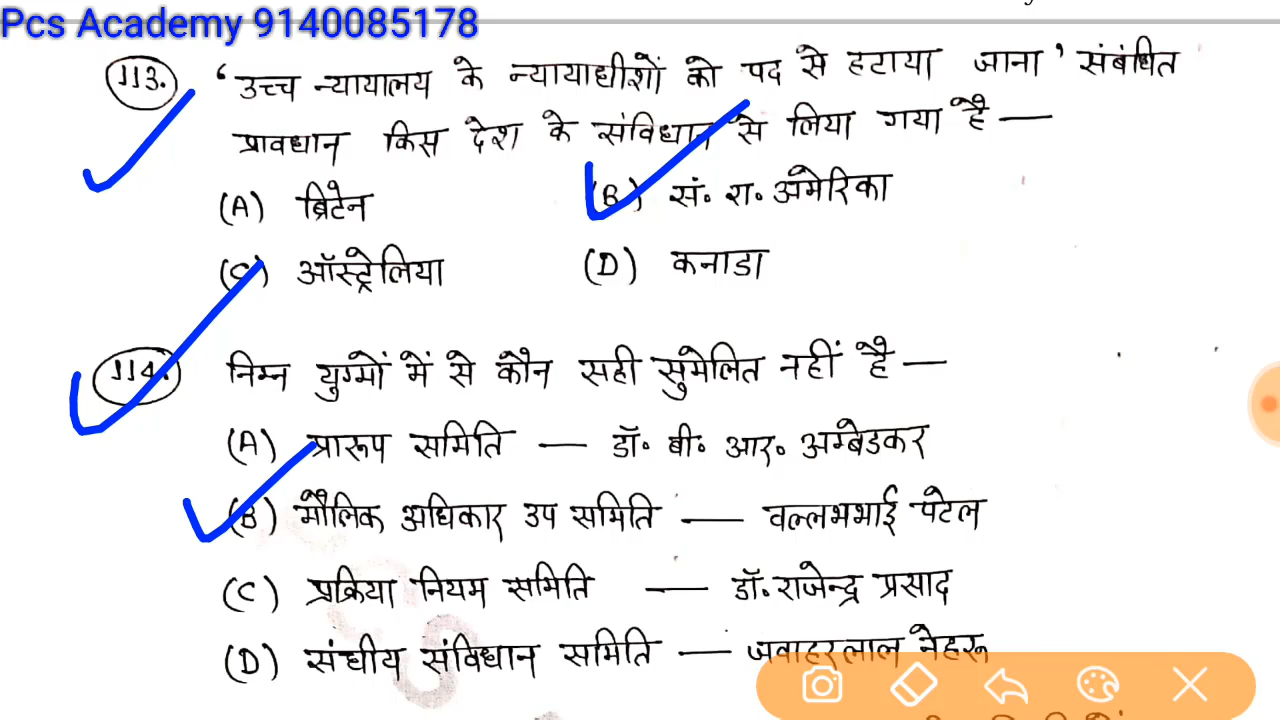 Pcs Academy 9140085178
113. ‘उच्च न्यायालय के न्यायाधीशों को पद से हटाया जाना’ संबंधित
प्रावधान किस देश के संविधान से लिया गया है —
(A) ब्रिटेन (B) सं॰ रा॰ अमेरिका
(C) ऑस्ट्रेलिया (D) कनाडा
114. निम्न युग्मों में से कौन सही सुमेलित नहीं है —
(A) प्रारूप समिति — डॉ॰ बी॰ आर॰ अम्बेडकर
(B) मौलिक अधिकार उप समिति — वल्लभभाई पेटेल
(C) प्रक्रिया नियम समिति — डॉ॰ राजेन्द्र प्रसाद
(D) संघीय संविधान समिति — जवाहरलाल नेहरू